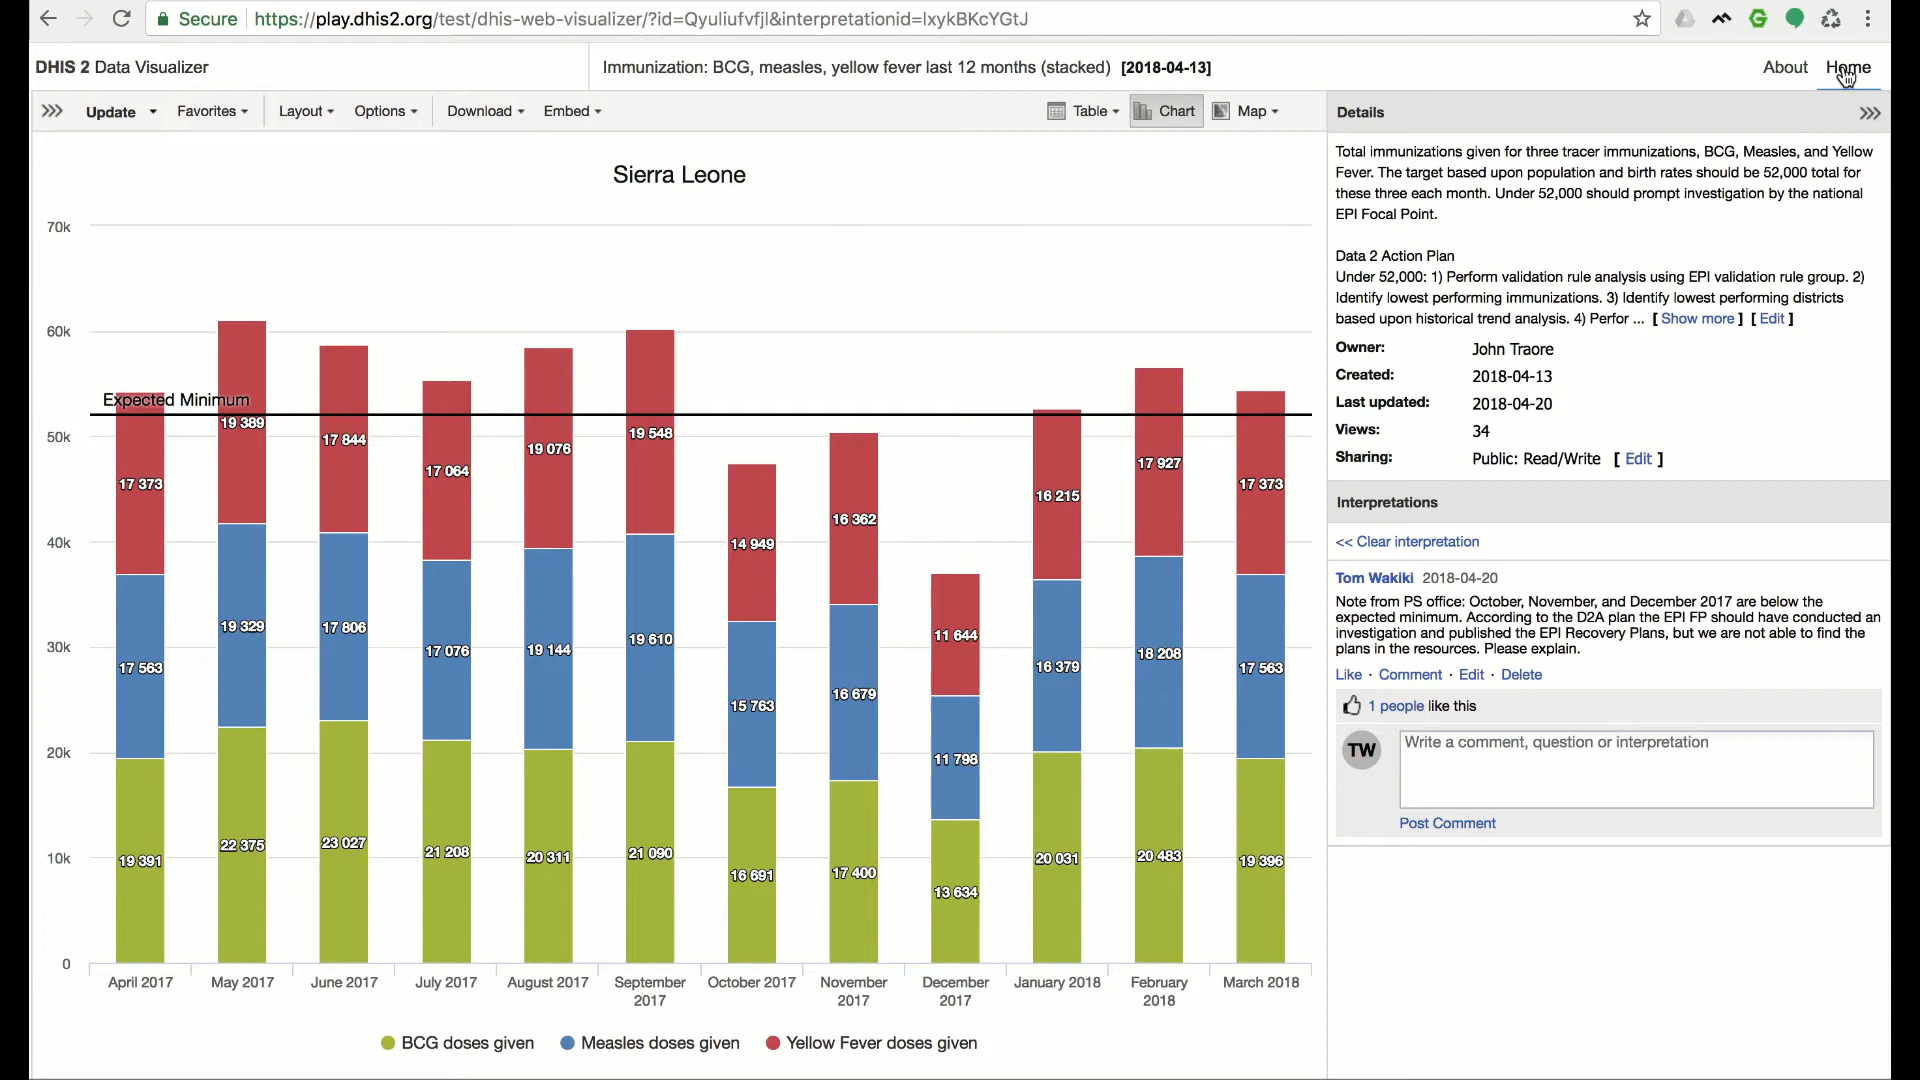 Secure https://play.dhis2.org/test/dhis-web-visualizer/?id=Qyuliufvfjl&interpretationid=lxykBKcYGtJ
DHIS 2 Data Visualizer
Immunization: BCG, measles, yellow fever last 12 months (stacked) [2018-04-13]
About Home
Update Favorites Layout Options Download Embed Table Chart Map
Sierra Leone
70k
60k
50k
40k
30k
20k
10k
0
Expected Minimum
17 373 19 389 17 844 17 064 19 076 19 548 14 949 16 362 11 644 16 215 17 927 17 373
17 563 19 329 17 806 17 076 19 144 19 610 15 763 16 679 11 798 16 379 18 208 17 563
19 391 22 375 23 027 21 208 20 311 21 090 16 691 17 400 13 634 20 031 20 483 19 396
April 2017 May 2017 June 2017 July 2017 August 2017 September 2017 October 2017 November 2017 December 2017 January 2018 February 2018 March 2018
BCG doses given Measles doses given Yellow Fever doses given
Details
Total immunizations given for three tracer immunizations, BCG, Measles, and Yellow
Fever. The target based upon population and birth rates should be 52,000 total for
these three each month. Under 52,000 should prompt investigation by the national
EPI Focal Point.
Data 2 Action Plan
Under 52,000: 1) Perform validation rule analysis using EPI validation rule group. 2)
Identify lowest performing immunizations. 3) Identify lowest performing districts
based upon historical trend analysis. 4) Perfor ... [ Show more ] [ Edit ]
Owner: John Traore
Created: 2018-04-13
Last updated: 2018-04-20
Views: 34
Sharing: Public: Read/Write [ Edit ]
Interpretations
<< Clear interpretation
Tom Wakiki 2018-04-20
Note from PS office: October, November, and December 2017 are below the
expected minimum. According to the D2A plan the EPI FP should have conducted an
investigation and published the EPI Recovery Plans, but we are not able to find the
plans in the resources. Please explain.
Like · Comment · Edit · Delete
1 people like this
TW
Write a comment, question or interpretation
Post Comment